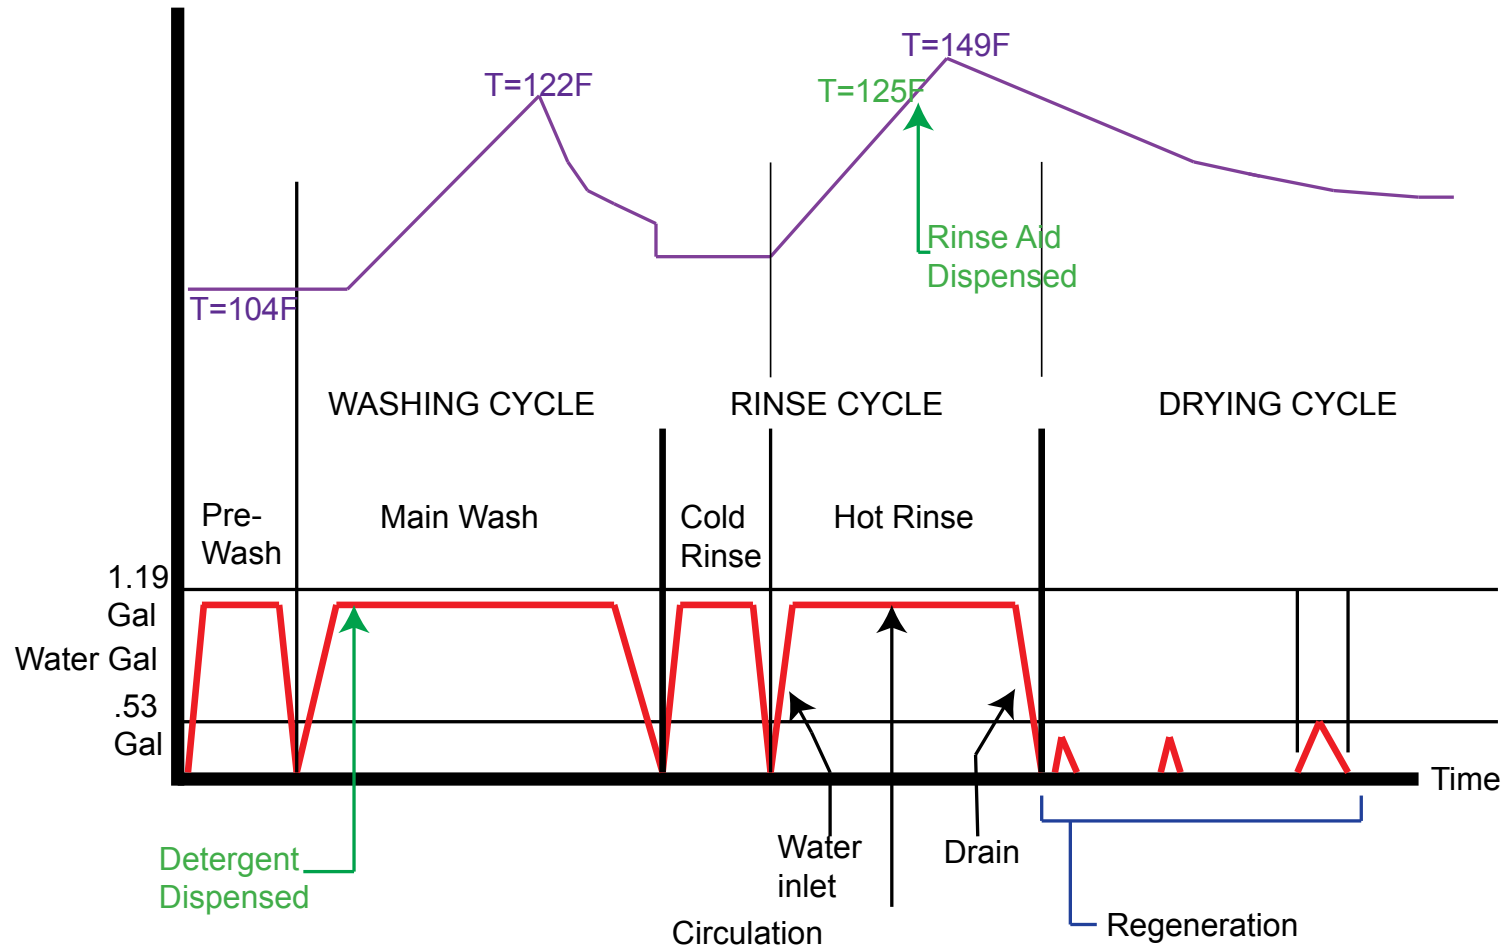 T=149F
T=122F
T=125F
Rinse Aid
Dispensed
T=104F
WASHING CYCLE
RINSE CYCLE
DRYING CYCLE
Pre-
Wash
Main Wash
Cold
Rinse
Hot Rinse
1.19
Gal
Water Gal
.53
Gal
Time
Detergent
Dispensed
Water
inlet
Drain
Circulation
Regeneration